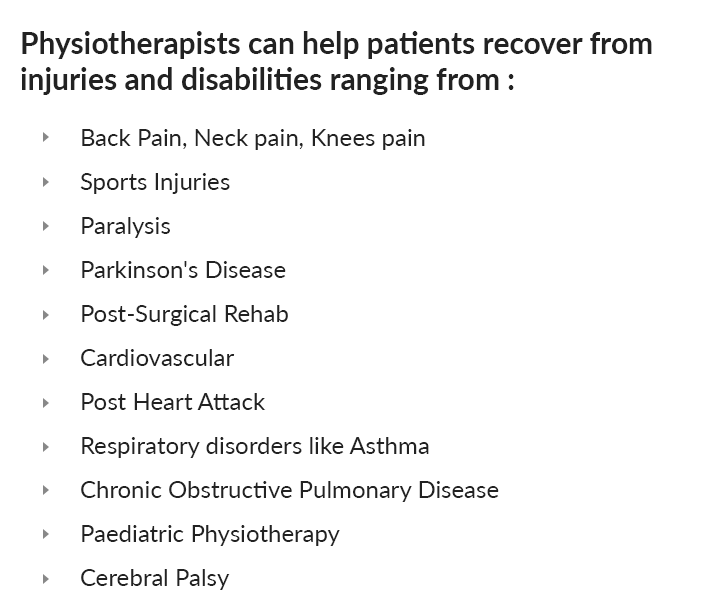 Physiotherapists can help patients recover from
injuries and disabilities ranging from :
Back Pain, Neck pain, Knees pain
Sports Injuries
Paralysis
Parkinson's Disease
Post-Surgical Rehab
Cardiovascular
Post Heart Attack
Respiratory disorders like Asthma
Chronic Obstructive Pulmonary Disease
Paediatric Physiotherapy
Cerebral Palsy